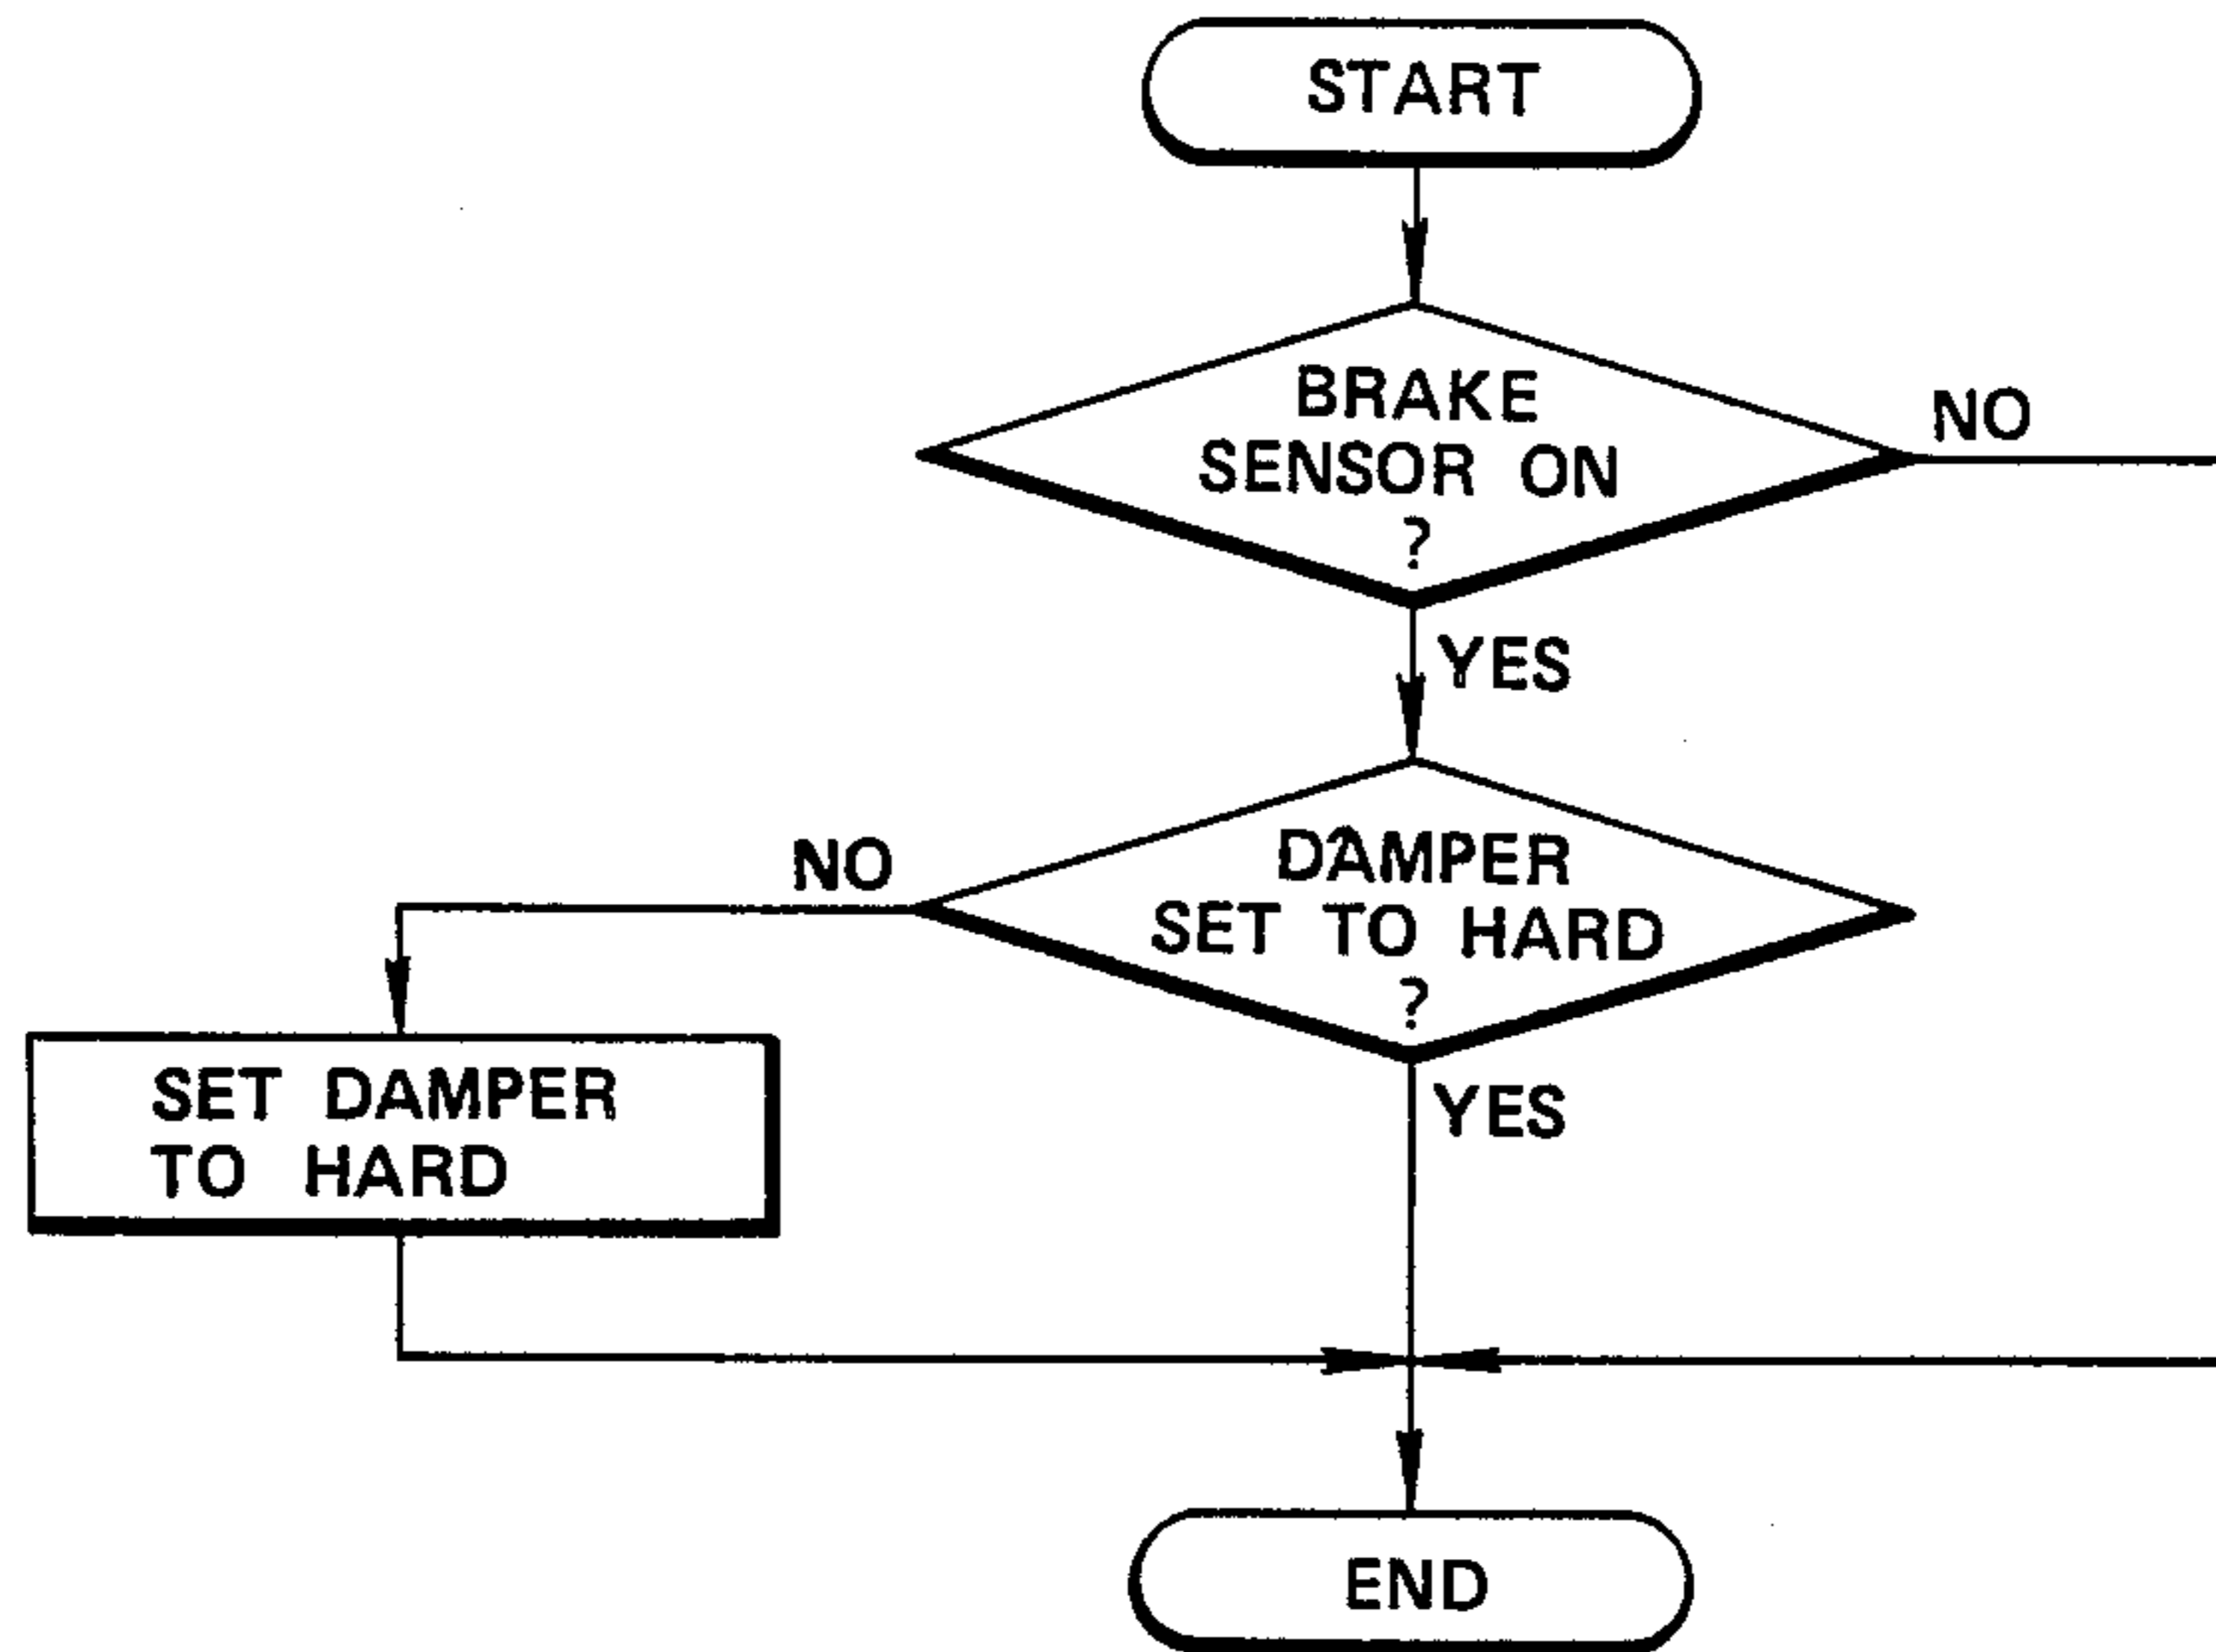 START
BRAKE
SENSOR ON
?
NO
YES
DAMPER
SET TO HARD
?
NO
YES
SET DAMPER
TO HARD
END